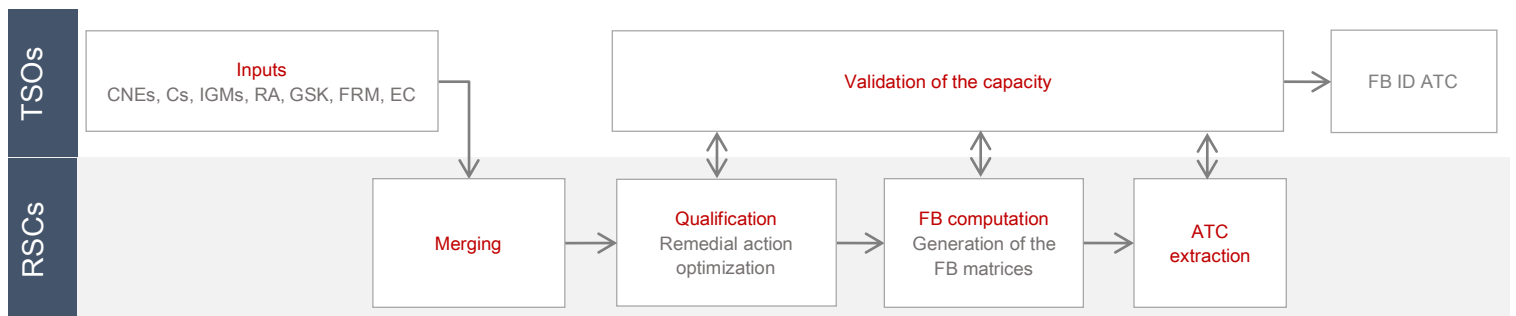 TSOs
Inputs
CNEs, Cs, IGMs, RA, GSK, FRM, EC
Validation of the capacity
FB ID ATC
RSCs
Merging
Qualification
Remedial action
optimization
FB computation
Generation of the
FB matrices
ATC
extraction